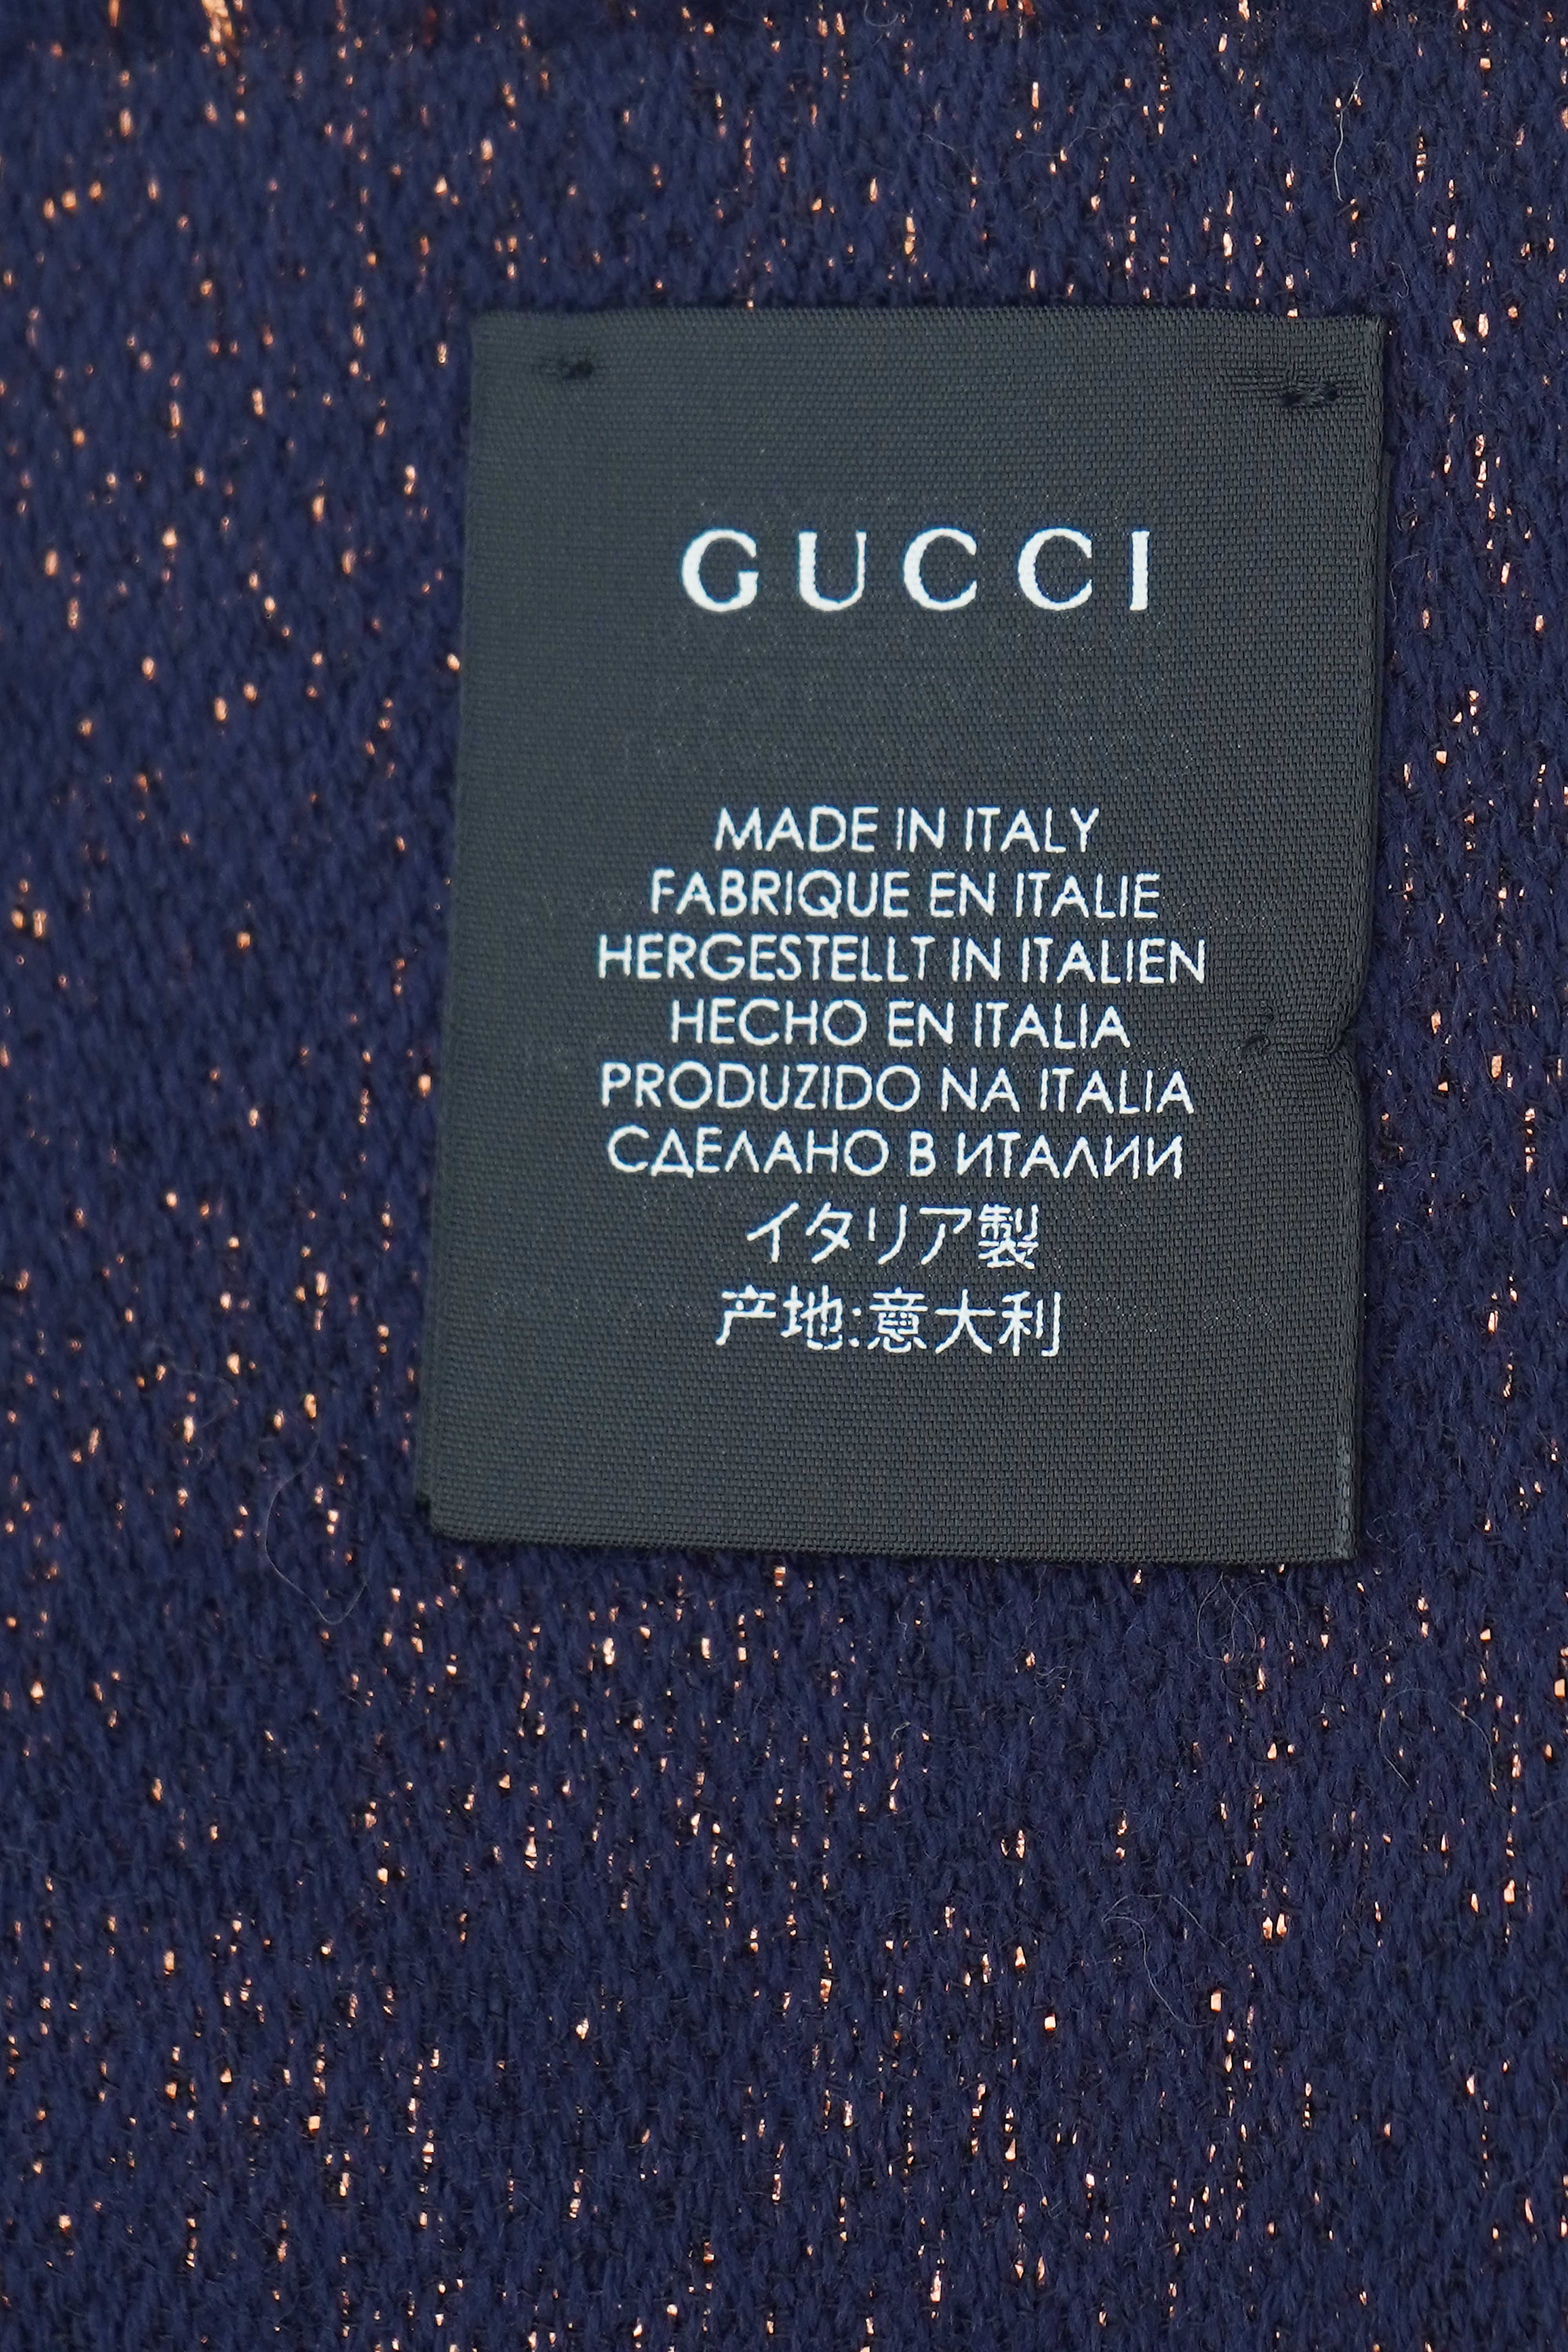 GUCCI
MADE IN ITALY
FABRIQUE EN ITALIE
HERGESTELLT IN ITALIEN
HECHO EN ITALIA
PRODUZIDO NA ITALIA
СДЕЛАНО В ИТАЛИИ
イタリア製
产地:意大利